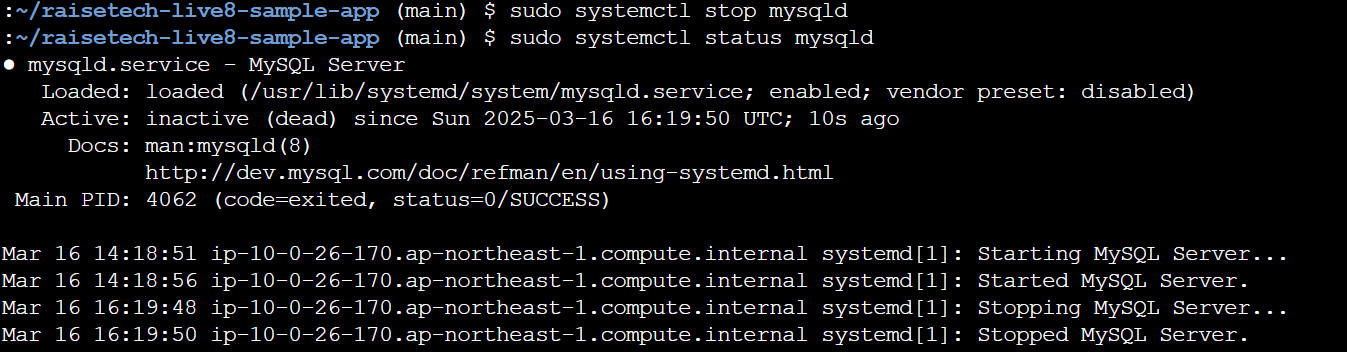 :~/raisetech-live8-sample-app (main) $ sudo systemctl stop mysqld
:~/raisetech-live8-sample-app (main) $ sudo systemctl status mysqld
● mysqld.service - MySQL Server
   Loaded: loaded (/usr/lib/systemd/system/mysqld.service; enabled; vendor preset: disabled)
   Active: inactive (dead) since Sun 2025-03-16 16:19:50 UTC; 10s ago
     Docs: man:mysqld(8)
           http://dev.mysql.com/doc/refman/en/using-systemd.html
 Main PID: 4062 (code=exited, status=0/SUCCESS)

Mar 16 14:18:51 ip-10-0-26-170.ap-northeast-1.compute.internal systemd[1]: Starting MySQL Server...
Mar 16 14:18:56 ip-10-0-26-170.ap-northeast-1.compute.internal systemd[1]: Started MySQL Server.
Mar 16 16:19:48 ip-10-0-26-170.ap-northeast-1.compute.internal systemd[1]: Stopping MySQL Server...
Mar 16 16:19:50 ip-10-0-26-170.ap-northeast-1.compute.internal systemd[1]: Stopped MySQL Server.